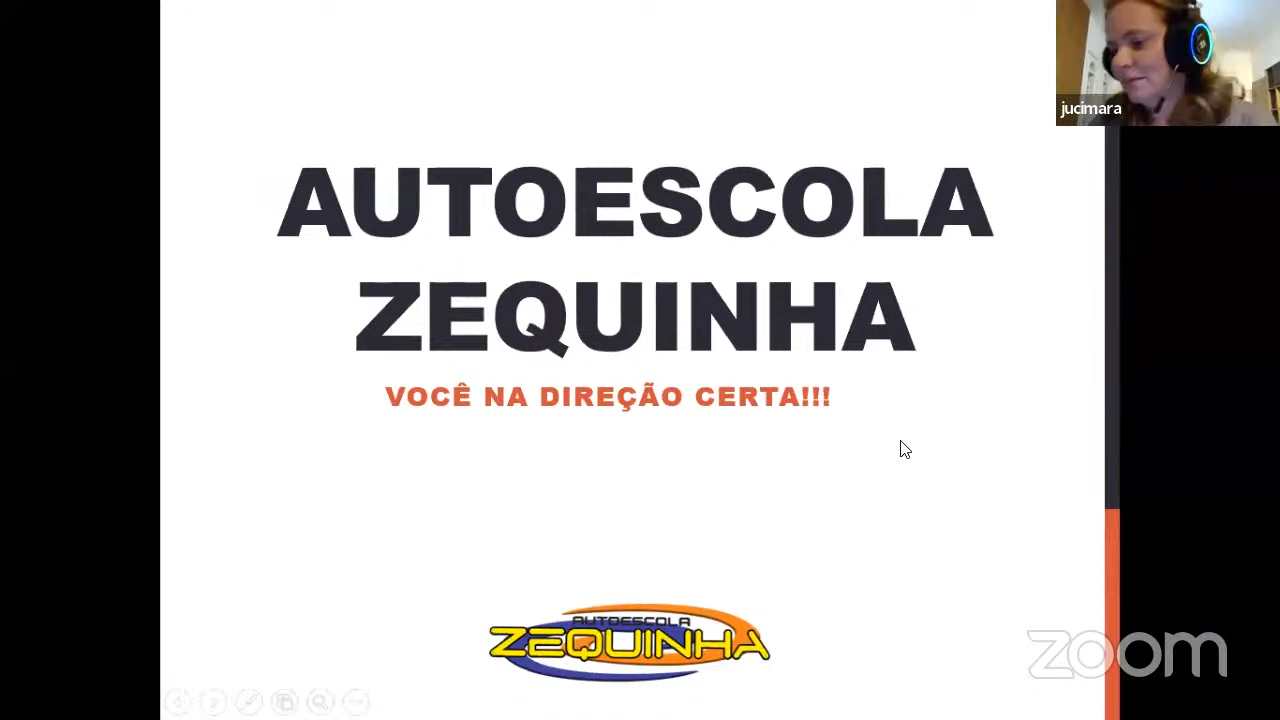 jucimara
AUTOESCOLA
ZEQUINHA
VOCÊ NA DIREÇÃO CERTA!!!
AUTOESCOLA
ZEQUINHA
zoom